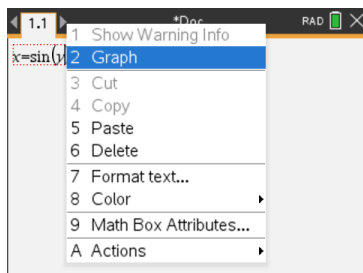 1.1 *Doc RAD
x=sin(y
1 Show Warning Info
2 Graph
3 Cut
4 Copy
5 Paste
6 Delete
7 Format text...
8 Color
9 Math Box Attributes...
A Actions